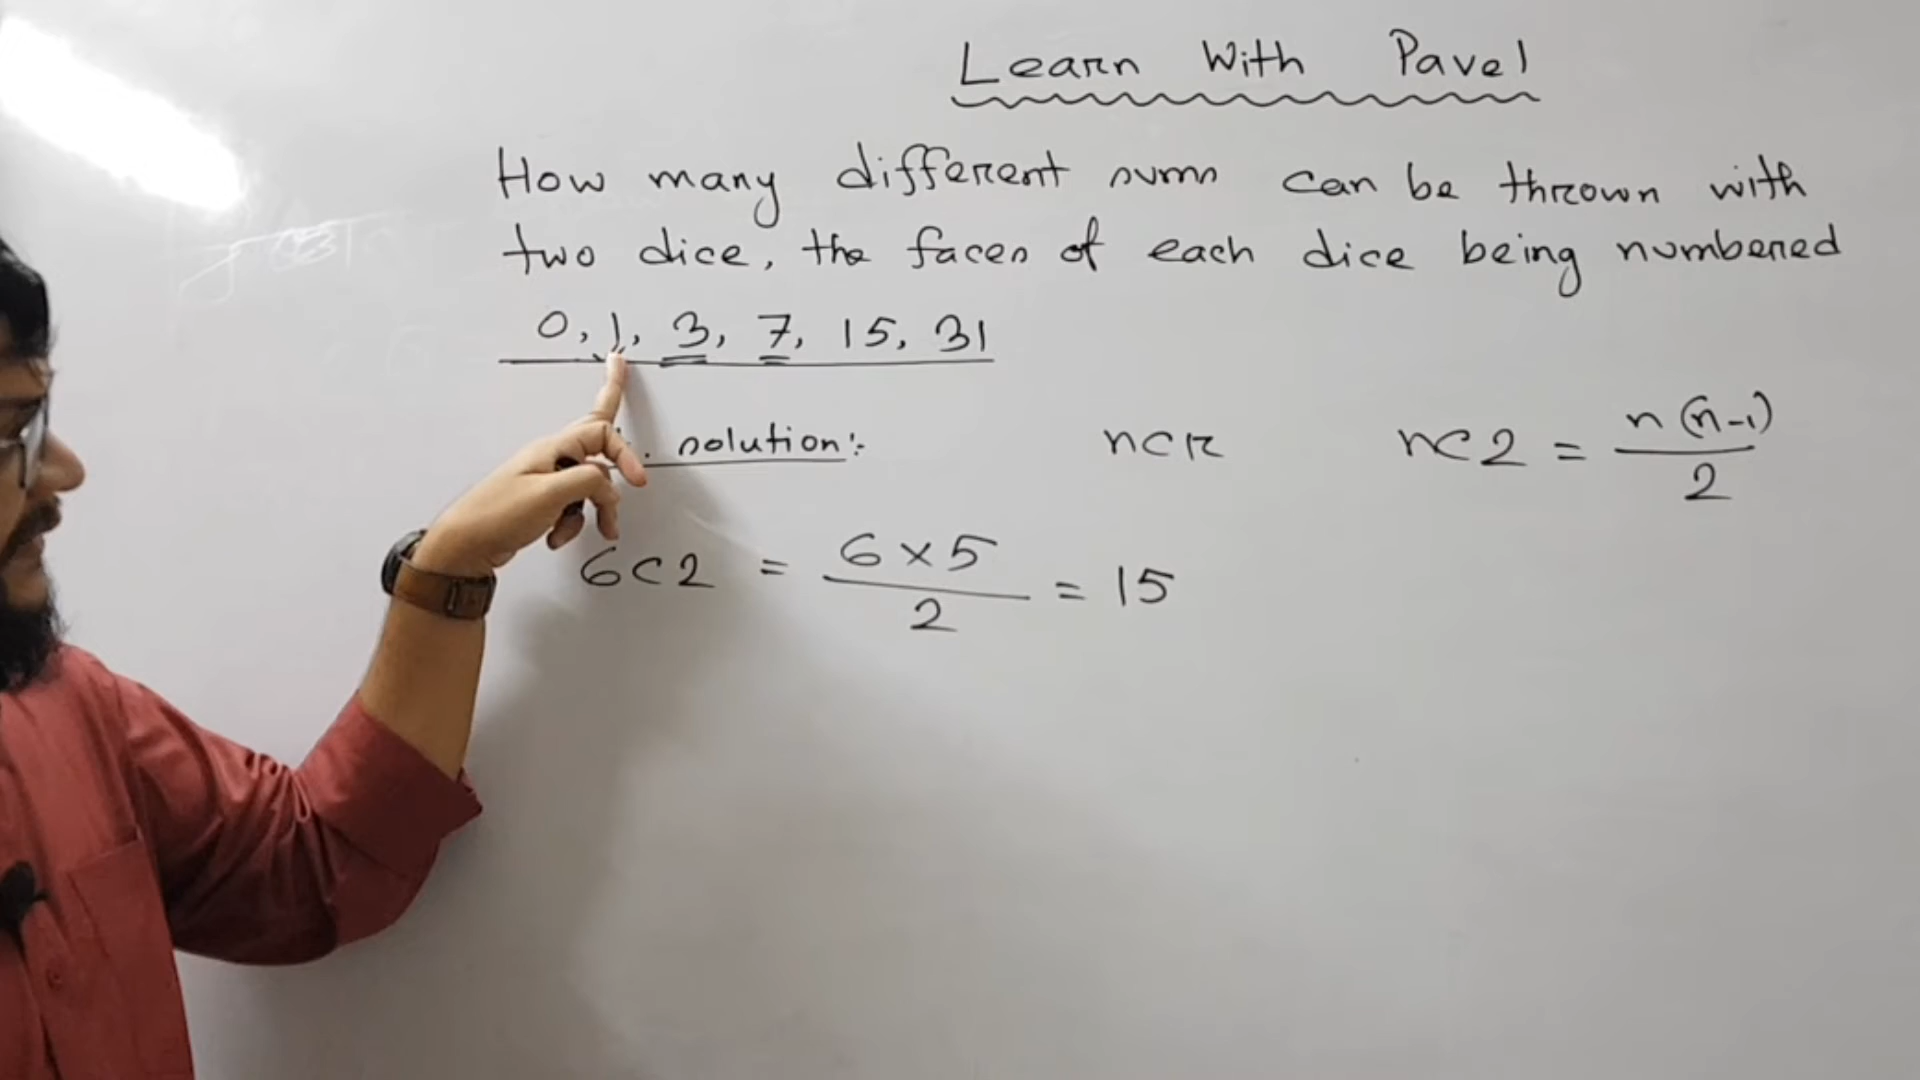 Learn With Pavel
How many different sums can be thrown with
two dice, the faces of each dice being numbered
0, 1, 3, 7, 15, 31
solution:-
nCr
nC2 = n(n-1)/2
6C2 = 6×5/2 = 15